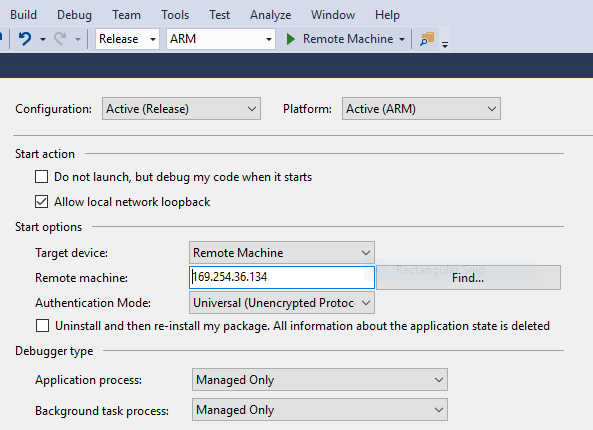 Build Debug Team Tools Test Analyze Window Help
Release ARM Remote Machine
Configuration: Active (Release) Platform: Active (ARM)
Start action
Do not launch, but debug my code when it starts
Allow local network loopback
Start options
Target device: Remote Machine
Remote machine: 169.254.36.134 Rectangular Snip Find...
Authentication Mode: Universal (Unencrypted Protoc
Uninstall and then re-install my package. All information about the application state is deleted
Debugger type
Application process: Managed Only
Background task process: Managed Only